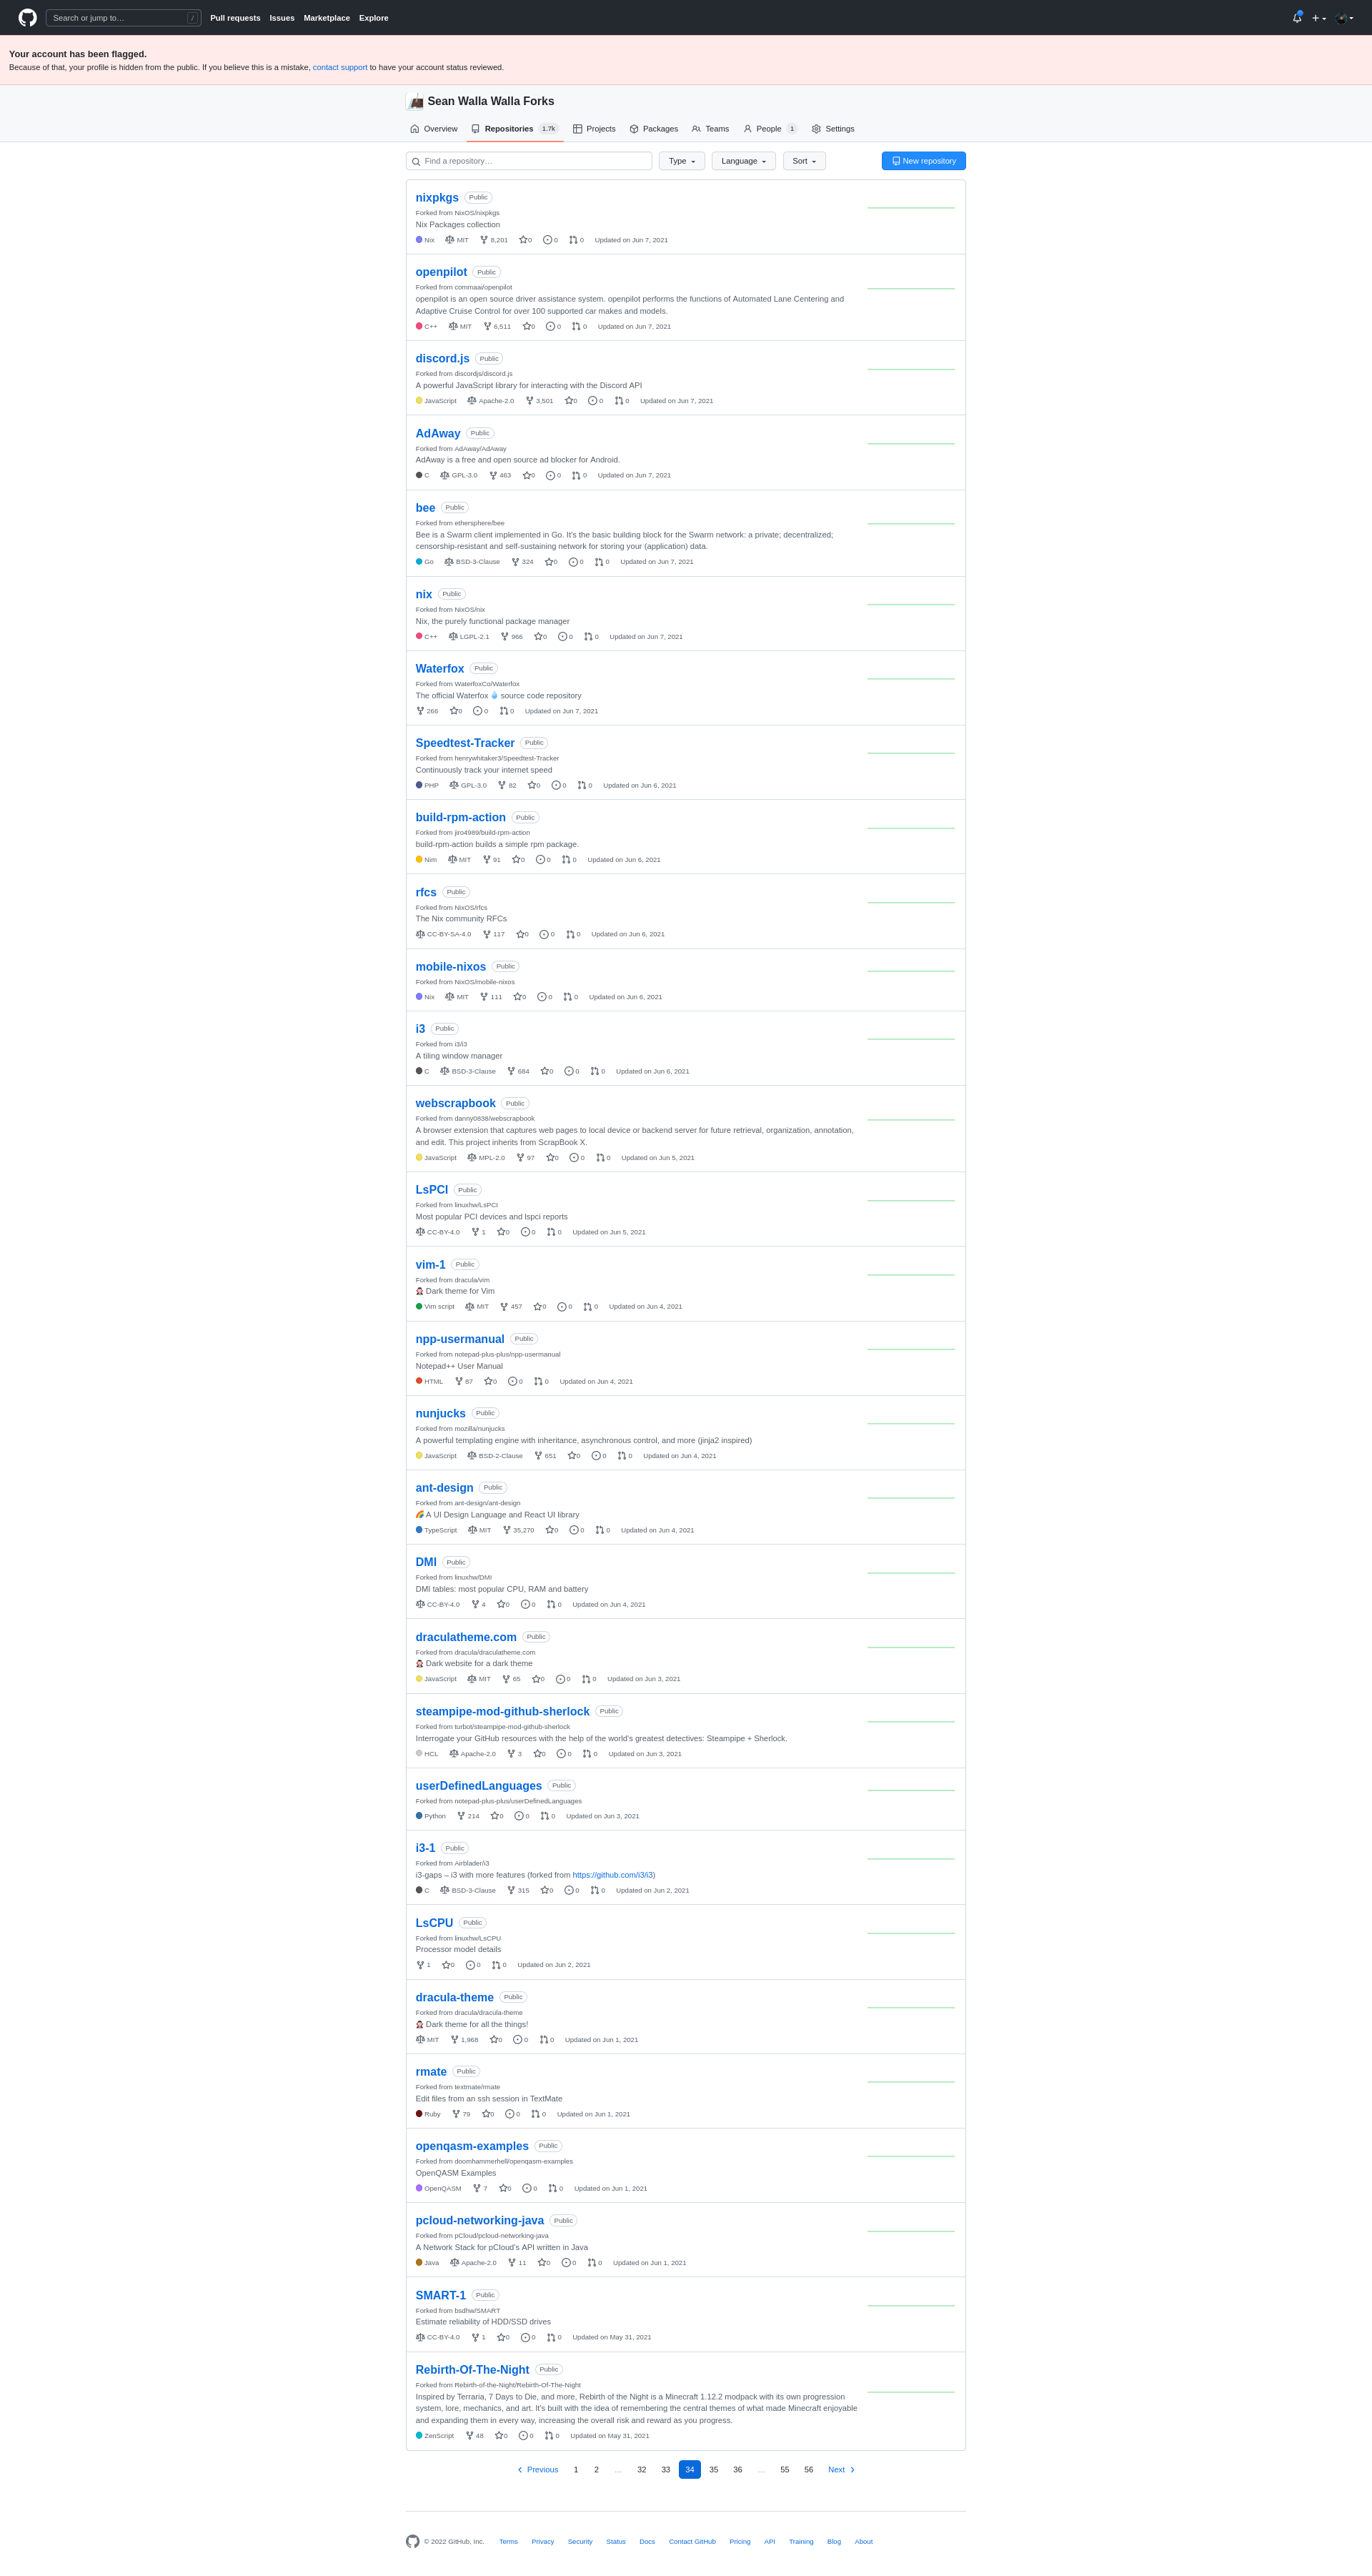 Search or jump to… /
Pull requests Issues Marketplace Explore
Your account has been flagged.
Because of that, your profile is hidden from the public. If you believe this is a mistake, contact support to have your account status reviewed.
Sean Walla Walla Forks
Overview Repositories 1.7k Projects Packages Teams People 1 Settings
Find a repository… Type Language Sort New repository
nixpkgs Public
Forked from NixOS/nixpkgs
Nix Packages collection
Nix MIT 8,201 0 0 0 Updated on Jun 7, 2021
openpilot Public
Forked from commaai/openpilot
openpilot is an open source driver assistance system. openpilot performs the functions of Automated Lane Centering and
Adaptive Cruise Control for over 100 supported car makes and models.
C++ MIT 6,511 0 0 0 Updated on Jun 7, 2021
discord.js Public
Forked from discordjs/discord.js
A powerful JavaScript library for interacting with the Discord API
JavaScript Apache-2.0 3,501 0 0 0 Updated on Jun 7, 2021
AdAway Public
Forked from AdAway/AdAway
AdAway is a free and open source ad blocker for Android.
C GPL-3.0 463 0 0 0 Updated on Jun 7, 2021
bee Public
Forked from ethersphere/bee
Bee is a Swarm client implemented in Go. It's the basic building block for the Swarm network: a private; decentralized;
censorship-resistant and self-sustaining network for storing your (application) data.
Go BSD-3-Clause 324 0 0 0 Updated on Jun 7, 2021
nix Public
Forked from NixOS/nix
Nix, the purely functional package manager
C++ LGPL-2.1 966 0 0 0 Updated on Jun 7, 2021
Waterfox Public
Forked from WaterfoxCo/Waterfox
The official Waterfox 💧 source code repository
266 0 0 0 Updated on Jun 7, 2021
Speedtest-Tracker Public
Forked from henrywhitaker3/Speedtest-Tracker
Continuously track your internet speed
PHP GPL-3.0 82 0 0 0 Updated on Jun 6, 2021
build-rpm-action Public
Forked from jiro4989/build-rpm-action
build-rpm-action builds a simple rpm package.
Nim MIT 91 0 0 0 Updated on Jun 6, 2021
rfcs Public
Forked from NixOS/rfcs
The Nix community RFCs
CC-BY-SA-4.0 117 0 0 0 Updated on Jun 6, 2021
mobile-nixos Public
Forked from NixOS/mobile-nixos
Nix MIT 111 0 0 0 Updated on Jun 6, 2021
i3 Public
Forked from i3/i3
A tiling window manager
C BSD-3-Clause 684 0 0 0 Updated on Jun 6, 2021
webscrapbook Public
Forked from danny0838/webscrapbook
A browser extension that captures web pages to local device or backend server for future retrieval, organization, annotation,
and edit. This project inherits from ScrapBook X.
JavaScript MPL-2.0 97 0 0 0 Updated on Jun 5, 2021
LsPCI Public
Forked from linuxhw/LsPCI
Most popular PCI devices and lspci reports
CC-BY-4.0 1 0 0 0 Updated on Jun 5, 2021
vim-1 Public
Forked from dracula/vim
🧛🏻 Dark theme for Vim
Vim script MIT 457 0 0 0 Updated on Jun 4, 2021
npp-usermanual Public
Forked from notepad-plus-plus/npp-usermanual
Notepad++ User Manual
HTML 87 0 0 0 Updated on Jun 4, 2021
nunjucks Public
Forked from mozilla/nunjucks
A powerful templating engine with inheritance, asynchronous control, and more (jinja2 inspired)
JavaScript BSD-2-Clause 651 0 0 0 Updated on Jun 4, 2021
ant-design Public
Forked from ant-design/ant-design
🌈 A UI Design Language and React UI library
TypeScript MIT 35,270 0 0 0 Updated on Jun 4, 2021
DMI Public
Forked from linuxhw/DMI
DMI tables: most popular CPU, RAM and battery
CC-BY-4.0 4 0 0 0 Updated on Jun 4, 2021
draculatheme.com Public
Forked from dracula/draculatheme.com
🧛🏻 Dark website for a dark theme
JavaScript MIT 65 0 0 0 Updated on Jun 3, 2021
steampipe-mod-github-sherlock Public
Forked from turbot/steampipe-mod-github-sherlock
Interrogate your GitHub resources with the help of the world's greatest detectives: Steampipe + Sherlock.
HCL Apache-2.0 3 0 0 0 Updated on Jun 3, 2021
userDefinedLanguages Public
Forked from notepad-plus-plus/userDefinedLanguages
Python 214 0 0 0 Updated on Jun 3, 2021
i3-1 Public
Forked from Airblader/i3
i3-gaps – i3 with more features (forked from https://github.com/i3/i3)
C BSD-3-Clause 315 0 0 0 Updated on Jun 2, 2021
LsCPU Public
Forked from linuxhw/LsCPU
Processor model details
1 0 0 0 Updated on Jun 2, 2021
dracula-theme Public
Forked from dracula/dracula-theme
🧛🏻 Dark theme for all the things!
MIT 1,968 0 0 0 Updated on Jun 1, 2021
rmate Public
Forked from textmate/rmate
Edit files from an ssh session in TextMate
Ruby 79 0 0 0 Updated on Jun 1, 2021
openqasm-examples Public
Forked from doomhammerhell/openqasm-examples
OpenQASM Examples
OpenQASM 7 0 0 0 Updated on Jun 1, 2021
pcloud-networking-java Public
Forked from pCloud/pcloud-networking-java
A Network Stack for pCloud's API written in Java
Java Apache-2.0 11 0 0 0 Updated on Jun 1, 2021
SMART-1 Public
Forked from bsdhw/SMART
Estimate reliability of HDD/SSD drives
CC-BY-4.0 1 0 0 0 Updated on May 31, 2021
Rebirth-Of-The-Night Public
Forked from Rebirth-of-the-Night/Rebirth-Of-The-Night
Inspired by Terraria, 7 Days to Die, and more, Rebirth of the Night is a Minecraft 1.12.2 modpack with its own progression
system, lore, mechanics, and art. It's built with the idea of remembering the central themes of what made Minecraft enjoyable
and expanding them in every way, increasing the overall risk and reward as you progress.
ZenScript 48 0 0 0 Updated on May 31, 2021
Previous 1 2 … 32 33 34 35 36 … 55 56 Next
© 2022 GitHub, Inc. Terms Privacy Security Status Docs Contact GitHub Pricing API Training Blog About